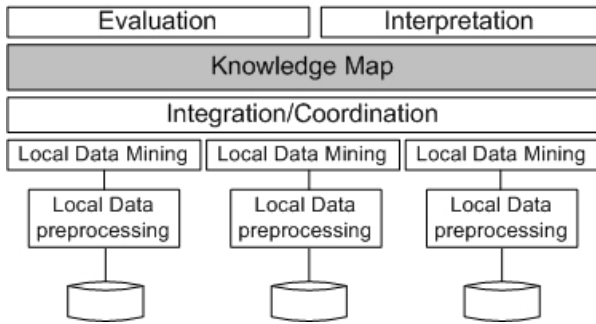 Evaluation
Interpretation
Knowledge Map
Integration/Coordination
Local Data Mining
Local Data Mining
Local Data Mining
Local Data
preprocessing
Local Data
preprocessing
Local Data
preprocessing